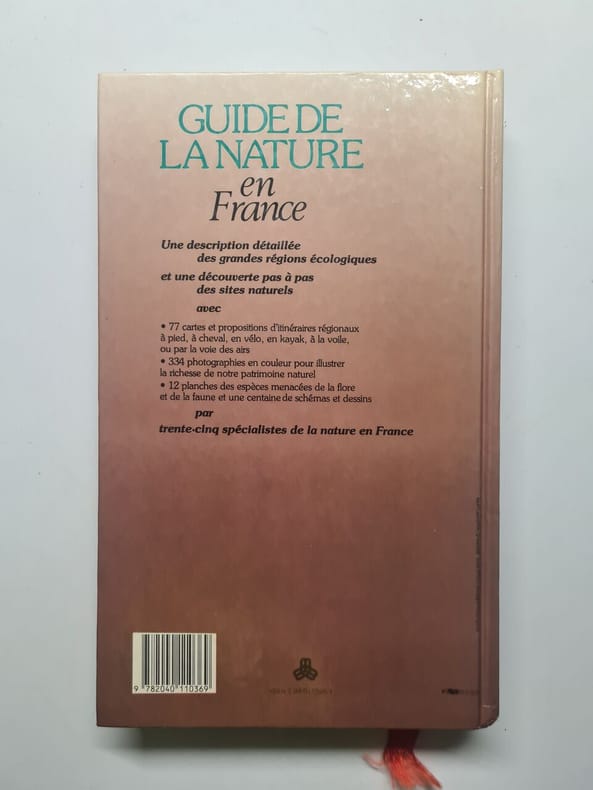 GUIDE DE
LA NATURE
en
France
Une description détaillée
des grandes régions écologiques
et une découverte pas à pas
des sites naturels
avec
• 77 cartes et propositions d'itinéraires régionaux
à pied, à cheval, en vélo, en kayak, à la voile,
ou par la voie des airs
• 334 photographies en couleur pour illustrer
la richesse de notre patrimoine naturel
• 12 planches des espèces menacées de la flore
et de la faune et une centaine de schémas et dessins
par
trente-cinq spécialistes de la nature en France
9 782040 110369